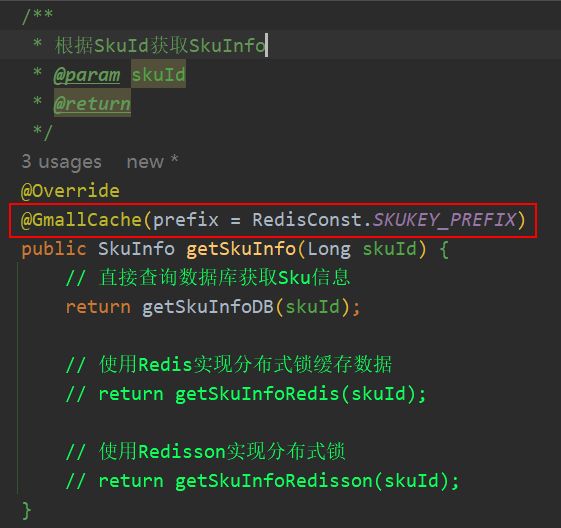 /**
* 根据SkuId获取SkuInfo
* @param skuId
* @return
*/
3 usages new *
@Override
@GmallCache(prefix = RedisConst.SKUKEY_PREFIX)
public SkuInfo getSkuInfo(Long skuId) {
// 直接查询数据库获取Sku信息
return getSkuInfoDB(skuId);
// 使用Redis实现分布式锁缓存数据
// return getSkuInfoRedis(skuId);
// 使用Redisson实现分布式锁
// return getSkuInfoRedisson(skuId);
}